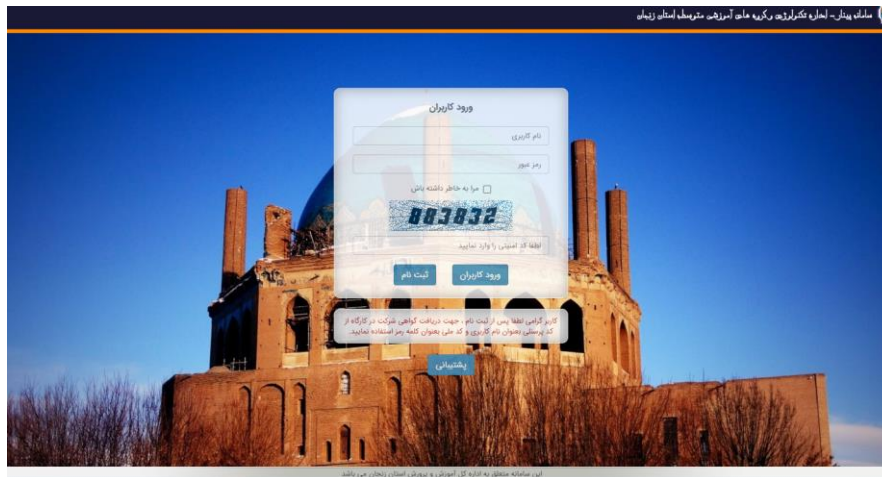 سامانه پینار - اداره تکنولوژی و گروه های آموزشی متوسطه استان زنجان
ورود کاربران
نام کاربری
رمز عبور
مرا به خاطر داشته باش
883832
لطفا کد امنیتی را وارد نمایید
ورود کاربران
ثبت نام
کاربر گرامی لطفا پس از ثبت نام ، جهت دریافت گواهی شرکت در کارگاه از
کد پرسنلی بعنوان نام کاربری و کد ملی بعنوان کلمه رمز استفاده نمایید.
پشتیبانی
این سامانه متعلق به اداره کل آموزش و پرورش استان زنجان می باشد